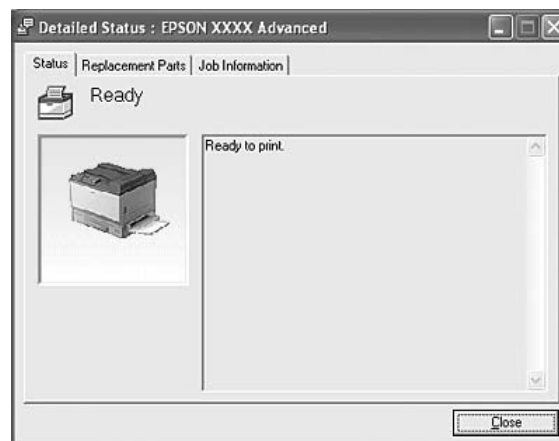 Detailed Status : EPSON XXXX Advanced
Status Replacement Parts Job Information
Ready
Ready to print.
Close